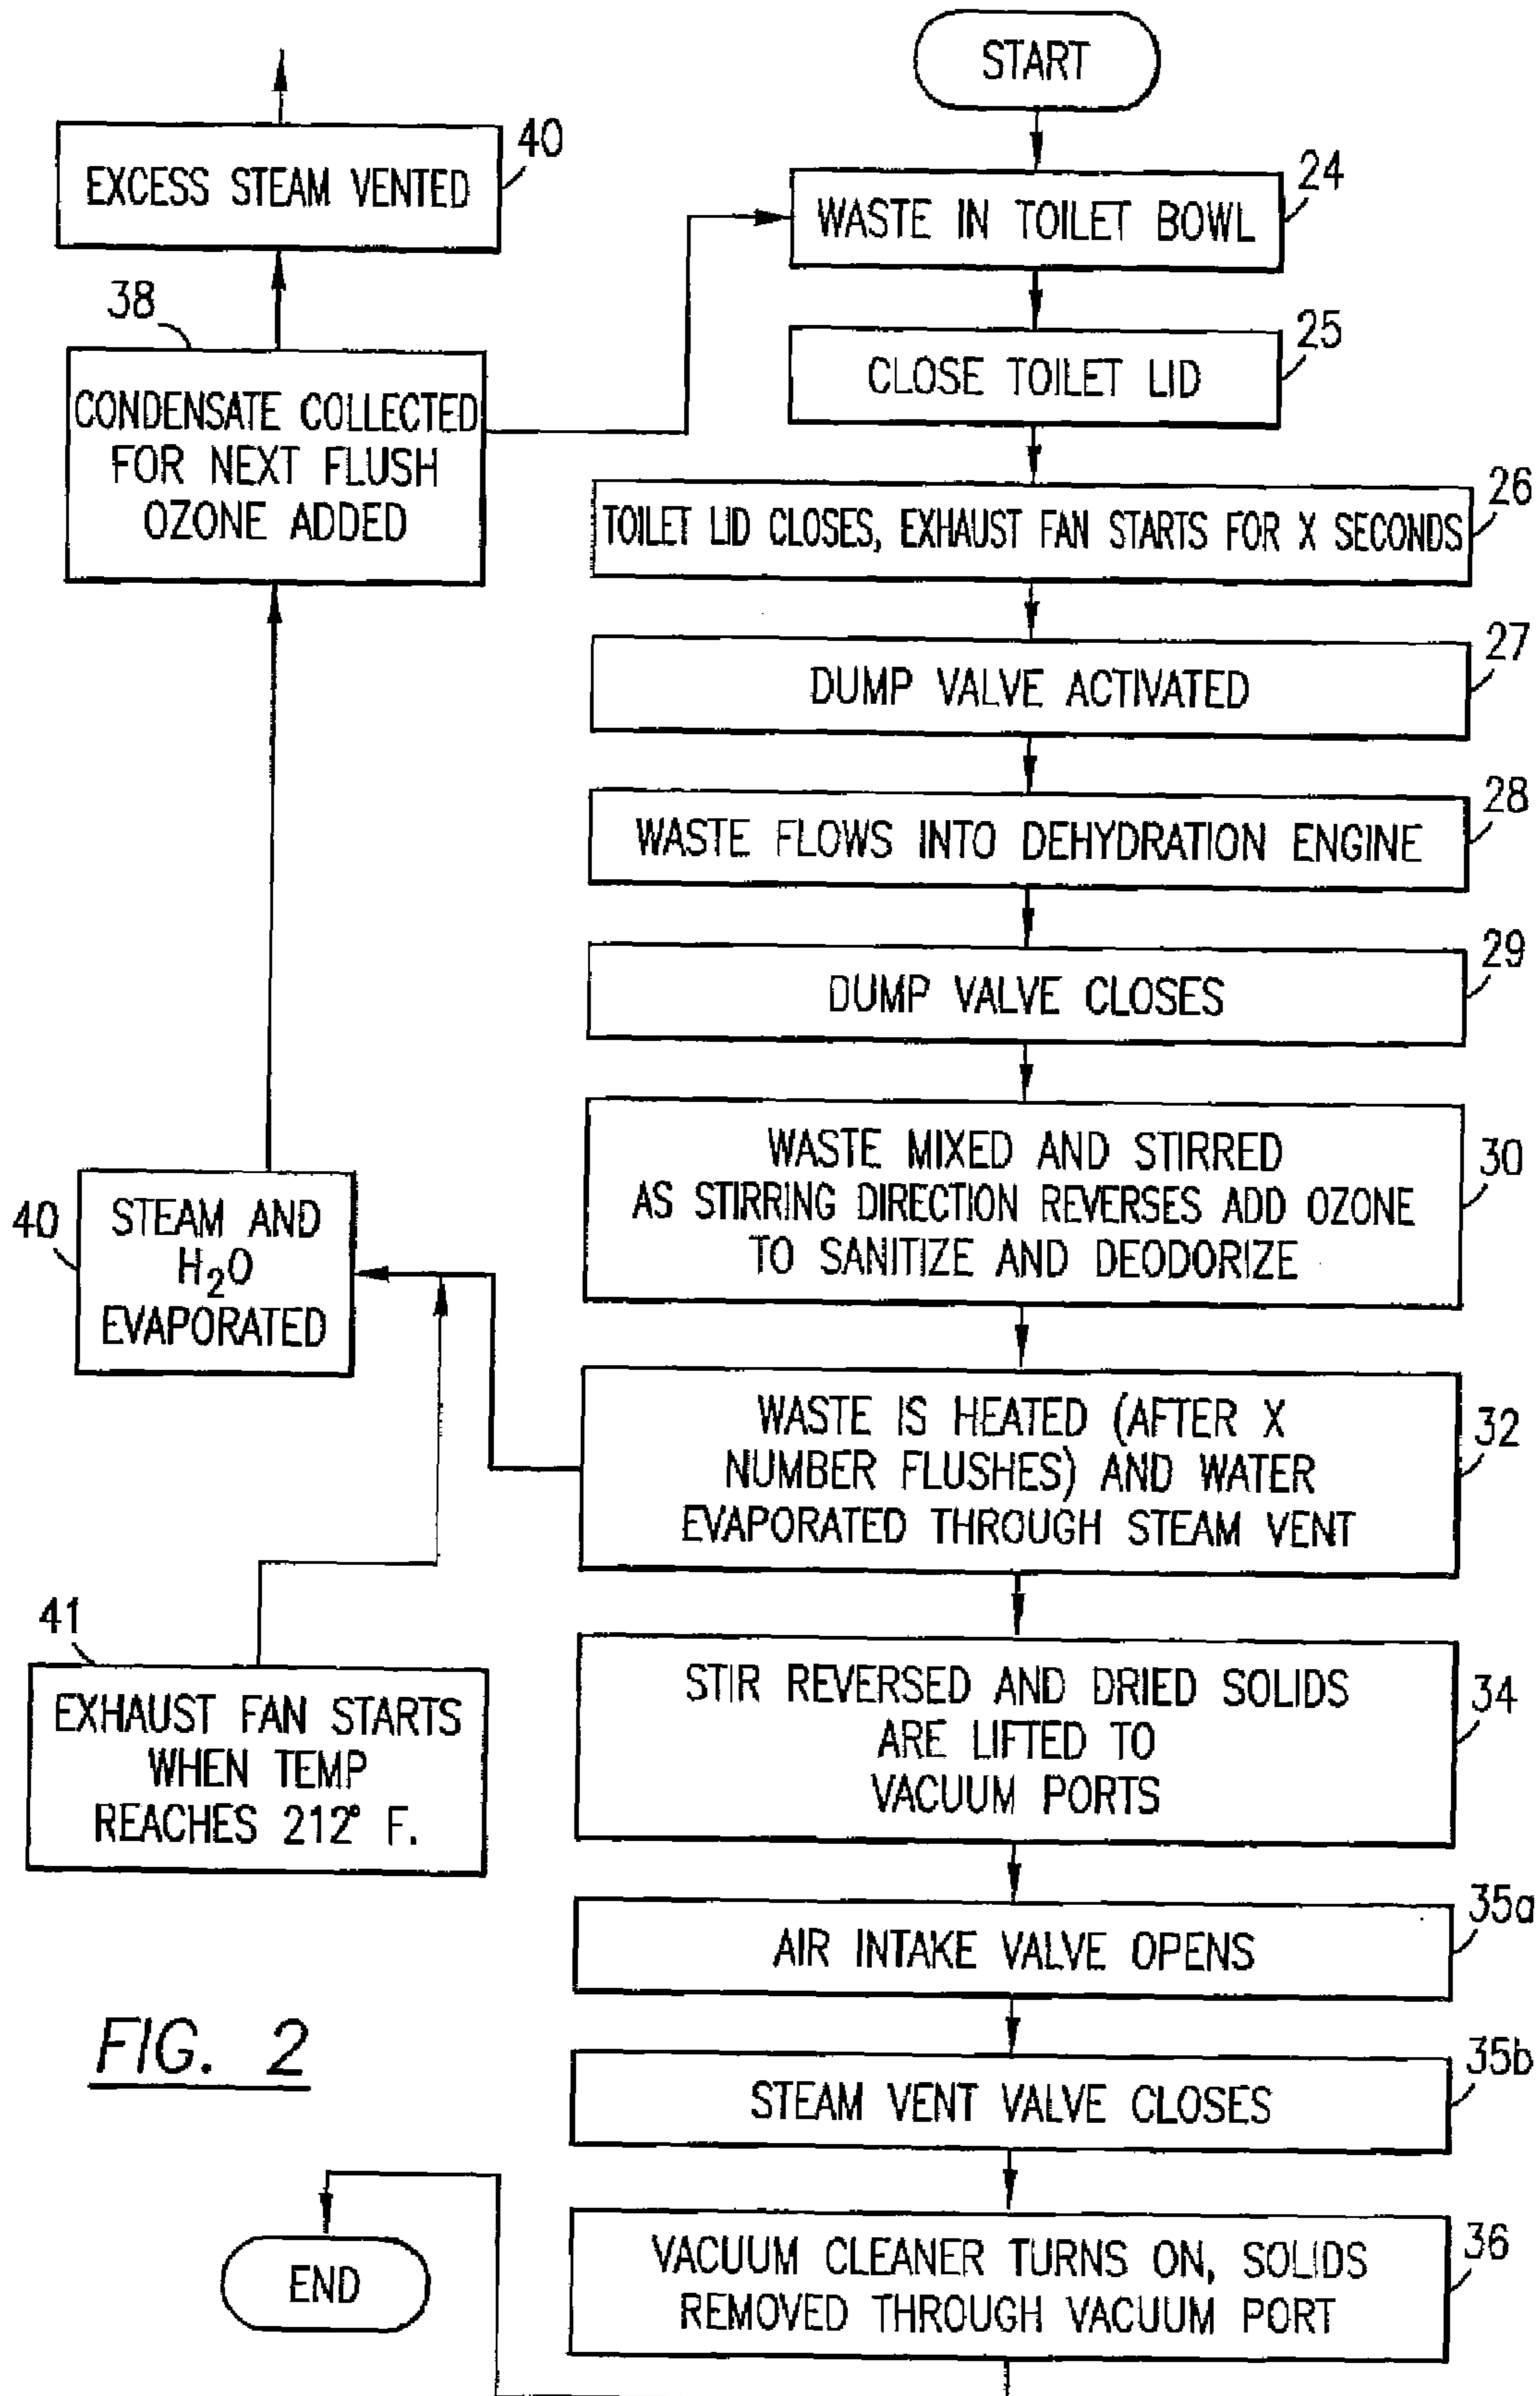 START
24
WASTE IN TOILET BOWL
25
CLOSE TOILET LID
26
TOILET LID CLOSES, EXHAUST FAN STARTS FOR X SECONDS
27
DUMP VALVE ACTIVATED
28
WASTE FLOWS INTO DEHYDRATION ENGINE
29
DUMP VALVE CLOSES
30
WASTE MIXED AND STIRRED
AS STIRRING DIRECTION REVERSES ADD OZONE
TO SANITIZE AND DEODORIZE
32
WASTE IS HEATED (AFTER X
NUMBER FLUSHES) AND WATER
EVAPORATED THROUGH STEAM VENT
34
STIR REVERSED AND DRIED SOLIDS
ARE LIFTED TO
VACUUM PORTS
35a
AIR INTAKE VALVE OPENS
35b
STEAM VENT VALVE CLOSES
36
VACUUM CLEANER TURNS ON, SOLIDS
REMOVED THROUGH VACUUM PORT
END
41
EXHAUST FAN STARTS
WHEN TEMP
REACHES 212° F.
40
STEAM AND
H₂O
EVAPORATED
38
CONDENSATE COLLECTED
FOR NEXT FLUSH
OZONE ADDED
40
EXCESS STEAM VENTED
FIG. 2